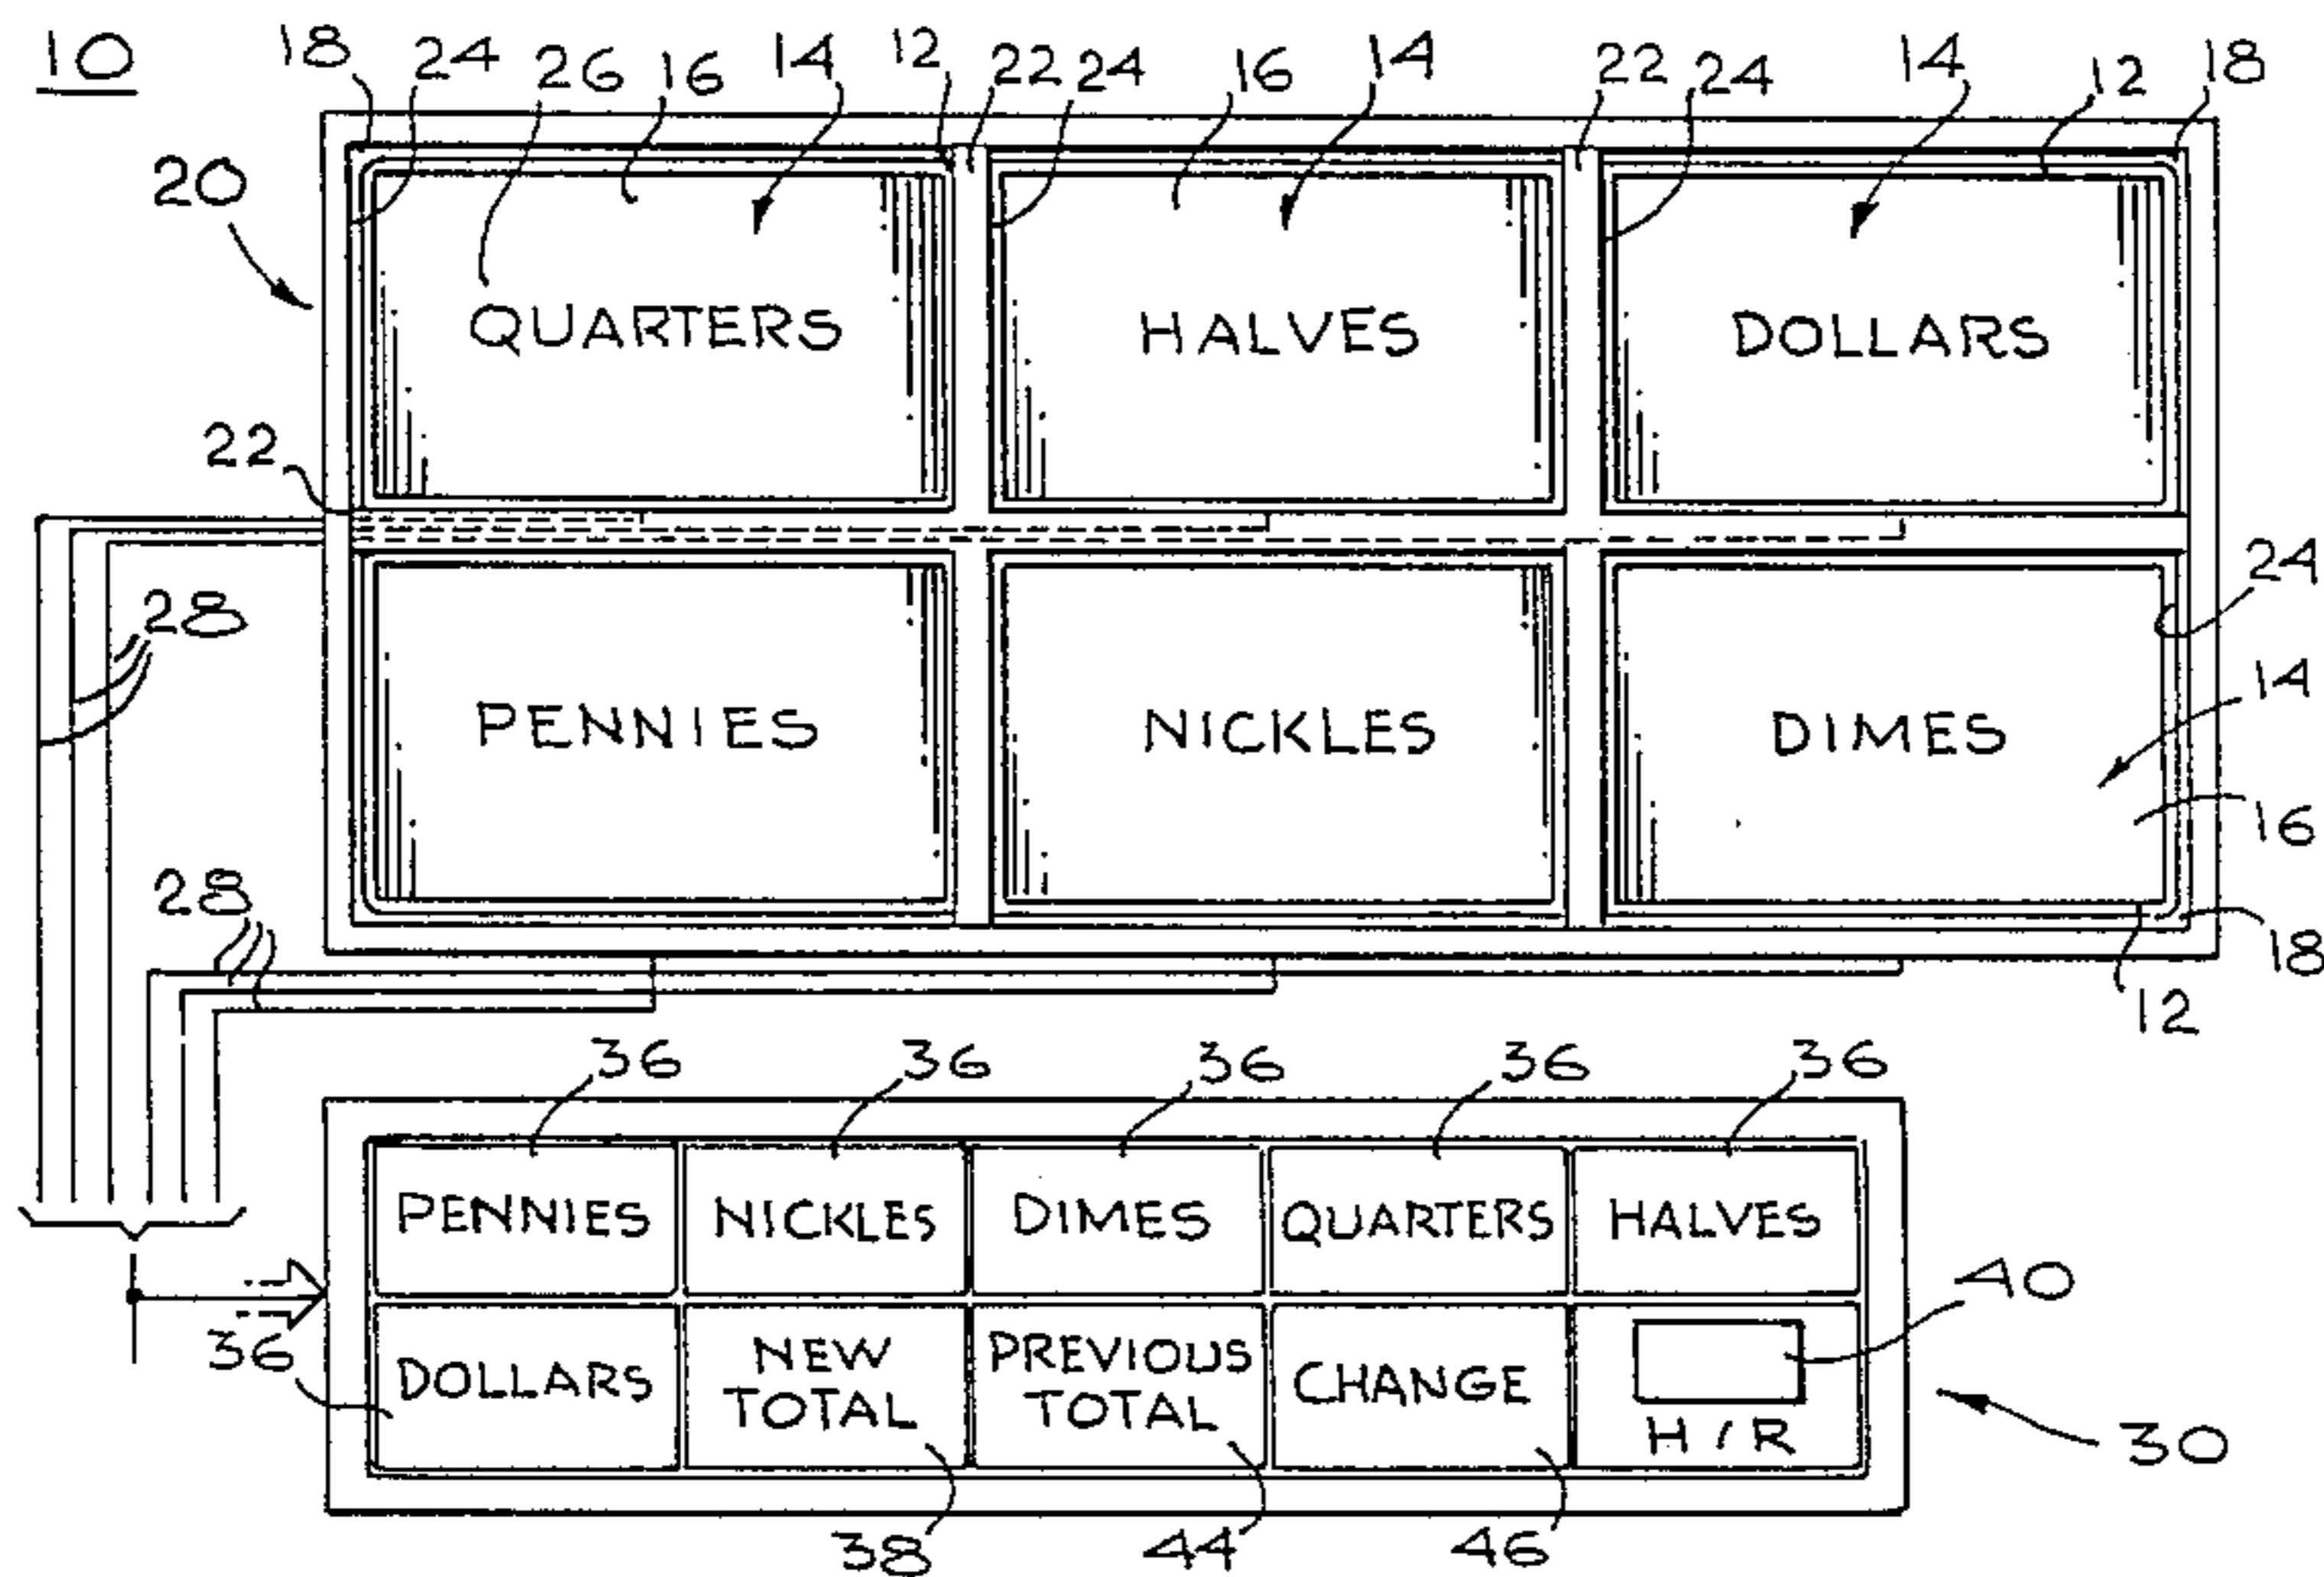 10
18 24 26 16 14 12 22 24 16 14 22 24 14 12 18
20
QUARTERS HALVES DOLLARS
22
24
28
14
PENNIES NICKLES DIMES
16
28
18
12
36 36 36 36 36
PENNIES NICKLES DIMES QUARTERS HALVES
40
36
DOLLARS NEW TOTAL PREVIOUS TOTAL CHANGE H/R
30
38 44 46